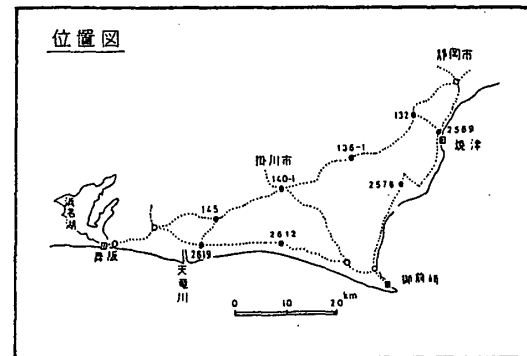 位置図
静岡市
132
2589
焼津
136-1
掛川市
2576
140-1
浜名湖
145
舞阪
2619
2612
天竜川
御前崎
0 10 20 km